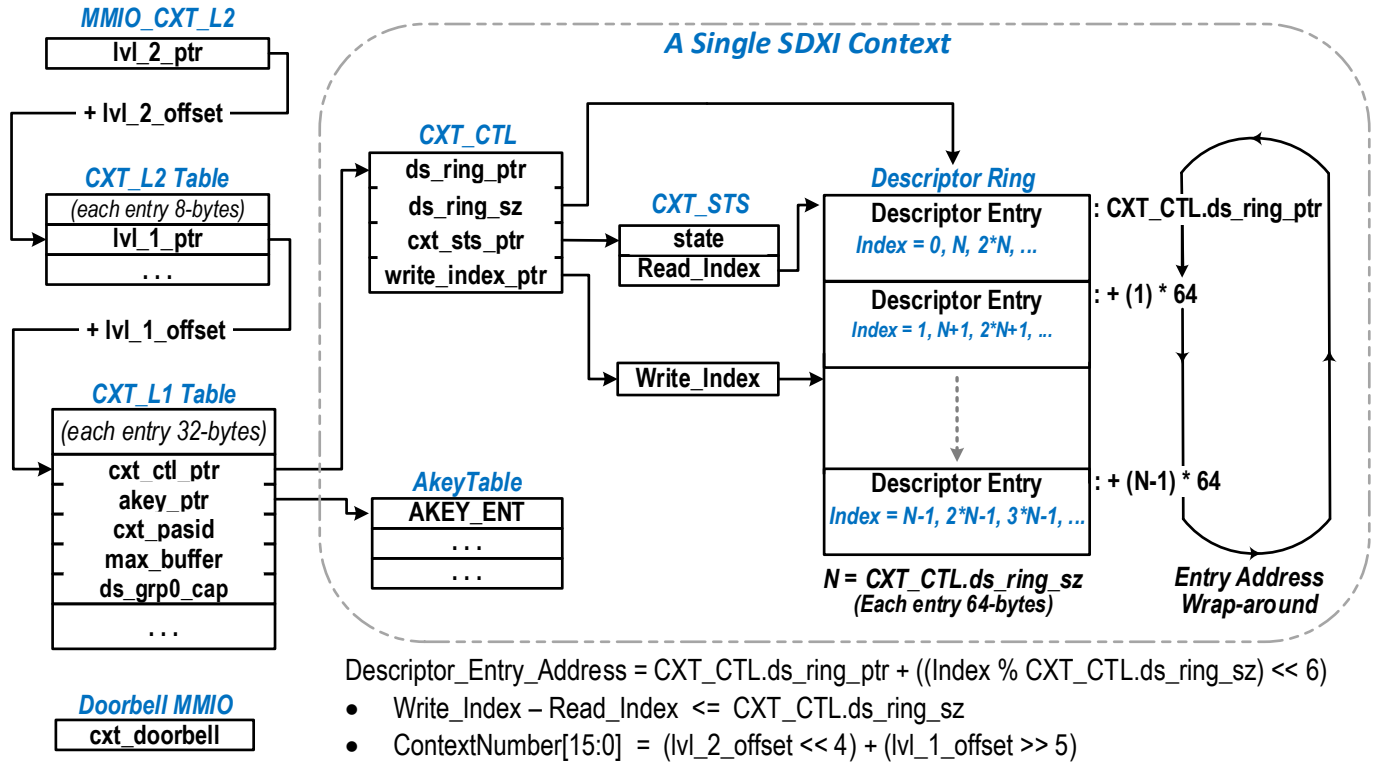 MMIO_CXT_L2
lvl_2_ptr
+ lvl_2_offset
CXT_L2 Table
(each entry 8-bytes)
lvl_1_ptr
. . .
+ lvl_1_offset
CXT_L1 Table
(each entry 32-bytes)
cxt_ctl_ptr
akey_ptr
cxt_pasid
max_buffer
ds_grp0_cap
. . .
Doorbell MMIO
cxt_doorbell
A Single SDXI Context
CXT_CTL
ds_ring_ptr
ds_ring_sz
cxt_sts_ptr
write_index_ptr
CXT_STS
state
Read_Index
Write_Index
AkeyTable
AKEY_ENT
. . .
. . .
Descriptor Ring
Descriptor Entry
Index = 0, N, 2*N, ...
Descriptor Entry
Index = 1, N+1, 2*N+1, ...
Descriptor Entry
Index = N-1, 2*N-1, 3*N-1, ...
N = CXT_CTL.ds_ring_sz
(Each entry 64-bytes)
: CXT_CTL.ds_ring_ptr
: + (1) * 64
: + (N-1) * 64
Entry Address
Wrap-around
Descriptor_Entry_Address = CXT_CTL.ds_ring_ptr + ((Index % CXT_CTL.ds_ring_sz) << 6)
• Write_Index – Read_Index <= CXT_CTL.ds_ring_sz
• ContextNumber[15:0] = (lvl_2_offset << 4) + (lvl_1_offset >> 5)